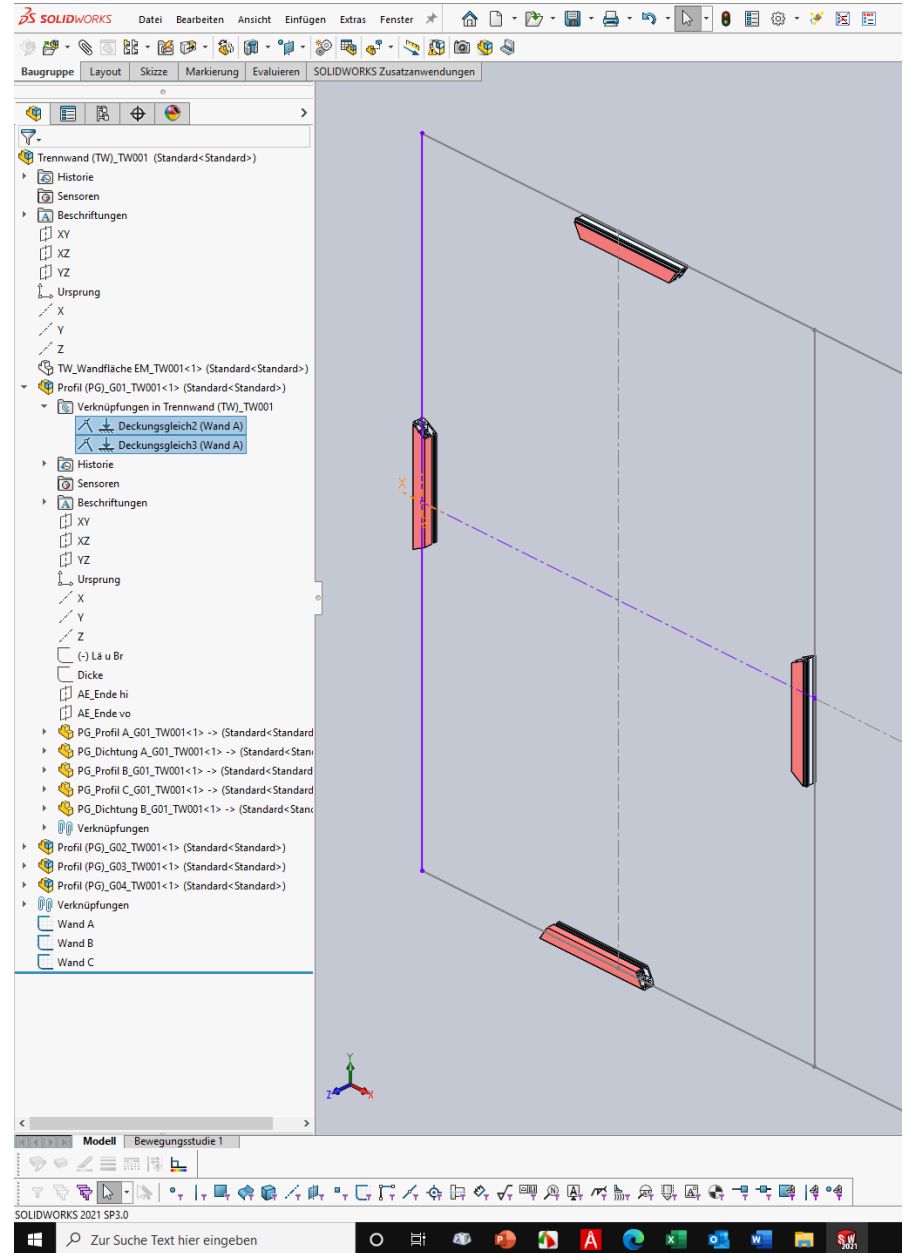 SOLIDWORKS Datei Bearbeiten Ansicht Einfügen Extras Fenster
Baugruppe Layout Skizze Markierung Evaluieren SOLIDWORKS Zusatzanwendungen
Trennwand (TW)_TW001 (Standard<Standard>)
Historie
Sensoren
Beschriftungen
XY
XZ
YZ
Ursprung
X
Y
Z
TW_Wandfläche EM_TW001<1> (Standard<Standard>)
Profil (PG)_G01_TW001<1> (Standard<Standard>)
Verknüpfungen in Trennwand (TW)_TW001
Deckungsgleich2 (Wand A)
Deckungsgleich3 (Wand A)
Historie
Sensoren
Beschriftungen
XY
XZ
YZ
Ursprung
X
Y
Z
(-) Lä u Br
Dicke
AE_Ende hi
AE_Ende vo
PG_Profil A_G01_TW001<1> -> (Standard<Standard
PG_Dichtung A_G01_TW001<1> -> (Standard<Stan
PG_Profil B_G01_TW001<1> -> (Standard<Standard
PG_Profil C_G01_TW001<1> -> (Standard<Standard
PG_Dichtung B_G01_TW001<1> -> (Standard<Stand
Verknüpfungen
Profil (PG)_G02_TW001<1> (Standard<Standard>)
Profil (PG)_G03_TW001<1> (Standard<Standard>)
Profil (PG)_G04_TW001<1> (Standard<Standard>)
Verknüpfungen
Wand A
Wand B
Wand C
X
Y
Z
X
Modell Bewegungsstudie 1
SOLIDWORKS 2021 SP3.0
Zur Suche Text hier eingeben